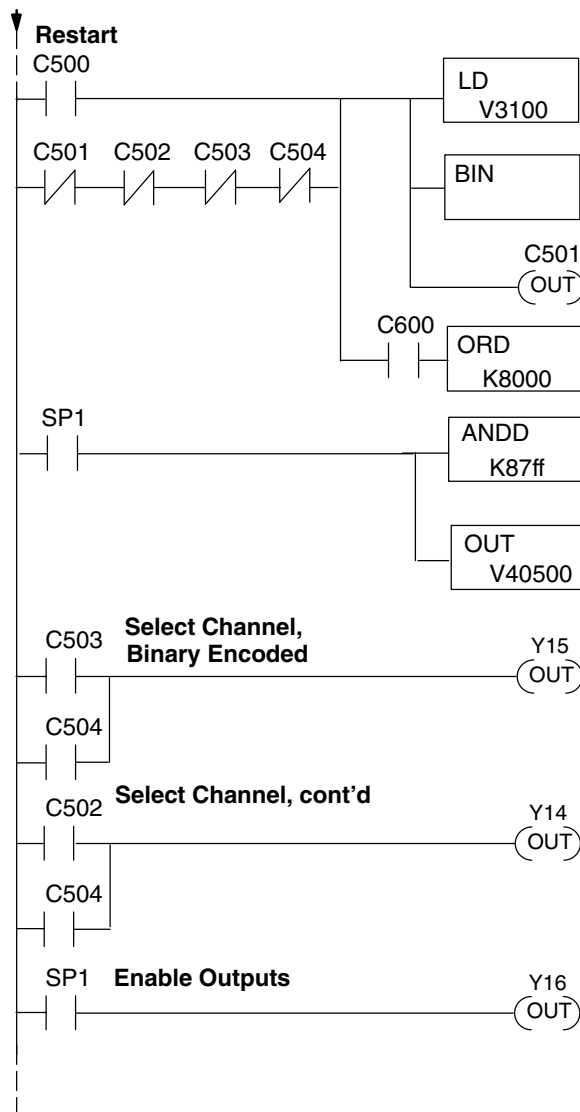 Restart
C500
LD
V3100
C501 C502 C503 C504
BIN
C501
OUT
C600
ORD
K8000
SP1
ANDD
K87ff
OUT
V40500
Select Channel,
Binary Encoded
C503
Y15
OUT
C504
Select Channel, cont’d
C502
Y14
OUT
C504
SP1
Enable Outputs
Y16
OUT